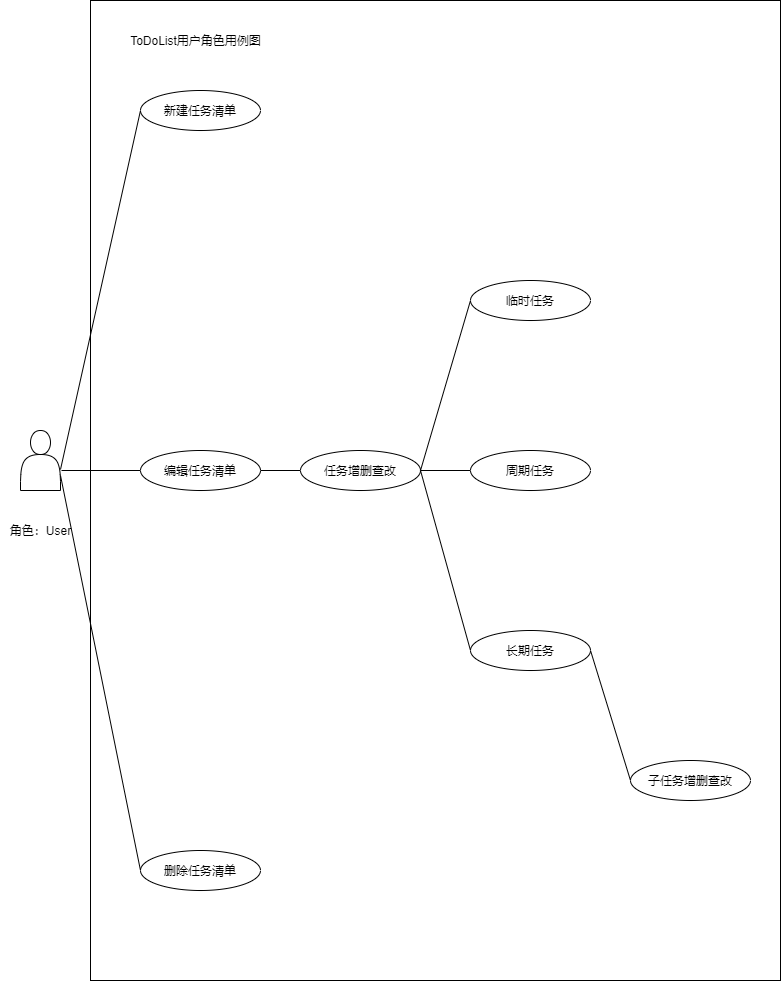 ToDoList用户角色用例图
新建任务清单
临时任务
编辑任务清单
任务增删查改
周期任务
角色：User
长期任务
子任务增删查改
删除任务清单